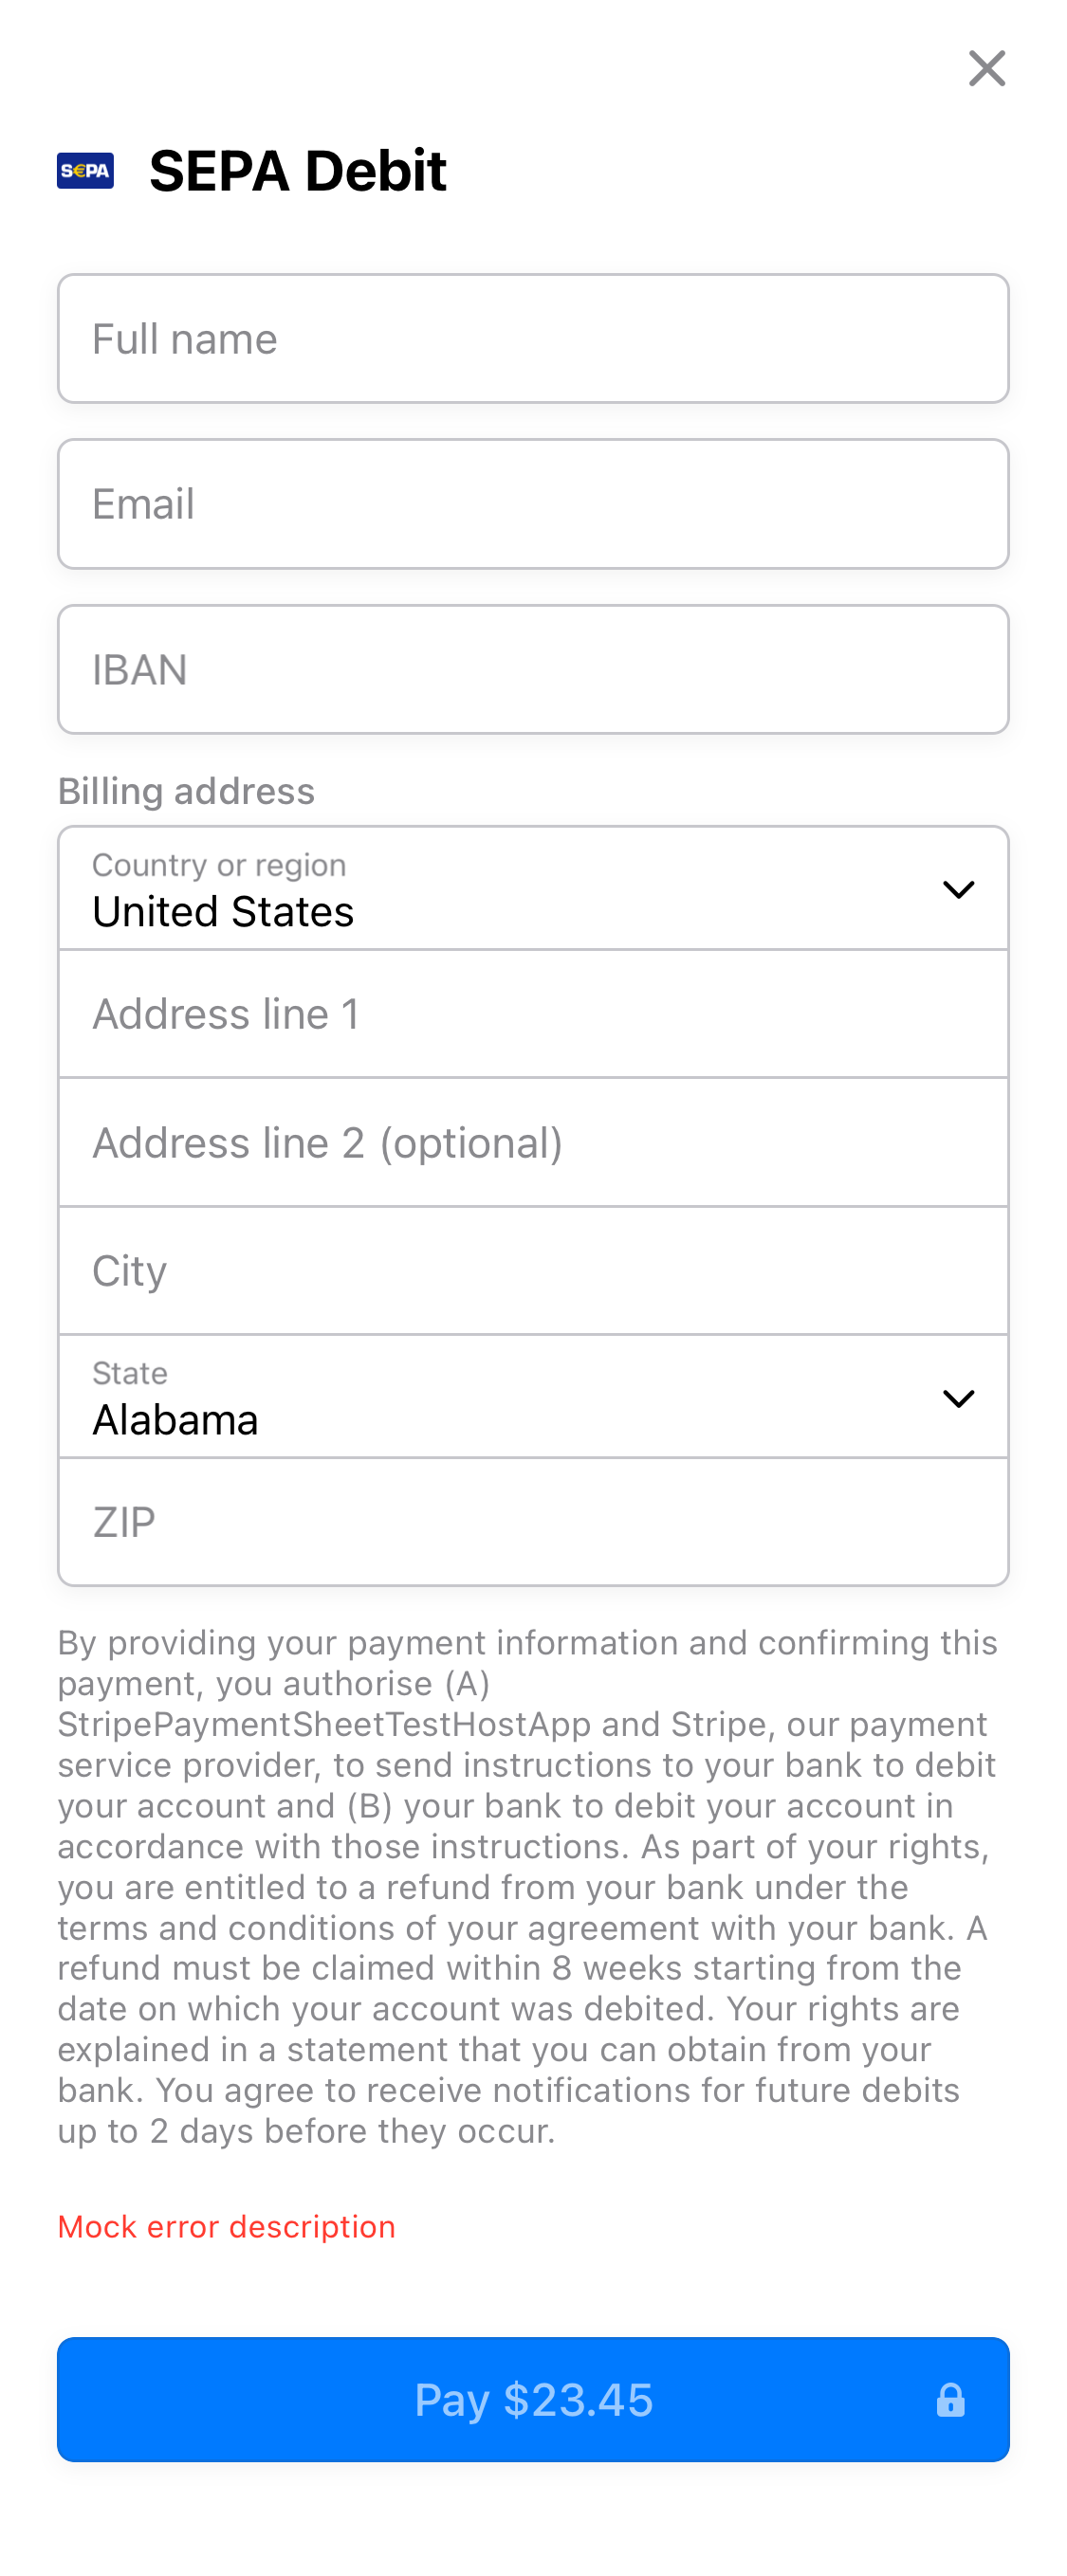 S€PA SEPA Debit
Full name
Email
IBAN
Billing address
Country or region
United States
Address line 1
Address line 2 (optional)
City
State
Alabama
ZIP
By providing your payment information and confirming this
payment, you authorise (A)
StripePaymentSheetTestHostApp and Stripe, our payment
service provider, to send instructions to your bank to debit
your account and (B) your bank to debit your account in
accordance with those instructions. As part of your rights,
you are entitled to a refund from your bank under the
terms and conditions of your agreement with your bank. A
refund must be claimed within 8 weeks starting from the
date on which your account was debited. Your rights are
explained in a statement that you can obtain from your
bank. You agree to receive notifications for future debits
up to 2 days before they occur.
Mock error description
Pay $23.45